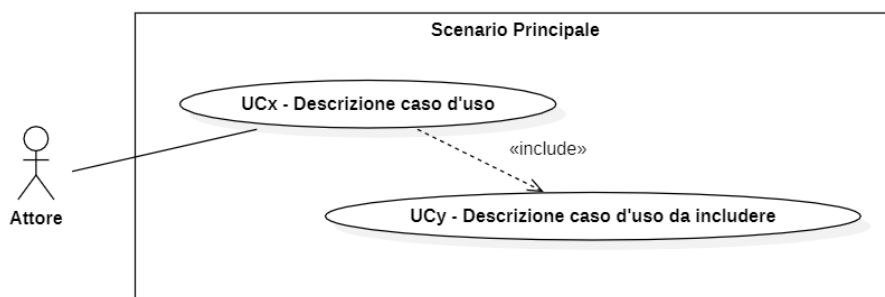 Scenario Principale
UCx - Descrizione caso d'uso
«include»
Attore
UCy - Descrizione caso d'uso da includere